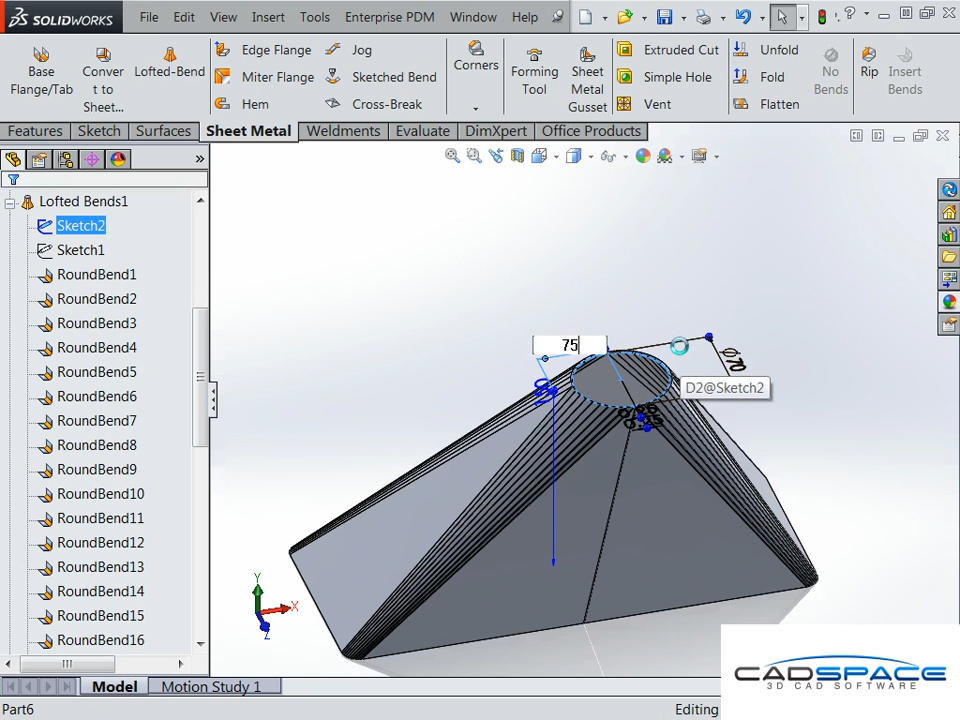 SOLIDWORKS File Edit View Insert Tools Enterprise PDM Window Help
Base Flange/Tab
Conver t to Sheet...
Lofted-Bend
Edge Flange
Miter Flange
Hem
Jog
Sketched Bend
Cross-Break
Corners
Forming Tool
Sheet Metal Gusset
Extruded Cut
Simple Hole
Vent
Unfold
Fold
Flatten
No Bends
Rip
Insert Bends
Features Sketch Surfaces Sheet Metal Weldments Evaluate DimXpert Office Products
Lofted Bends1
Sketch2
Sketch1
RoundBend1
RoundBend2
RoundBend3
RoundBend4
RoundBend5
RoundBend6
RoundBend7
RoundBend8
RoundBend9
RoundBend10
RoundBend11
RoundBend12
RoundBend13
RoundBend14
RoundBend15
RoundBend16
75
Ø70
D2@Sketch2
Y
X
Z
Model Motion Study 1
Part6
Editing
CADSPACE
3D CAD SOFTWARE